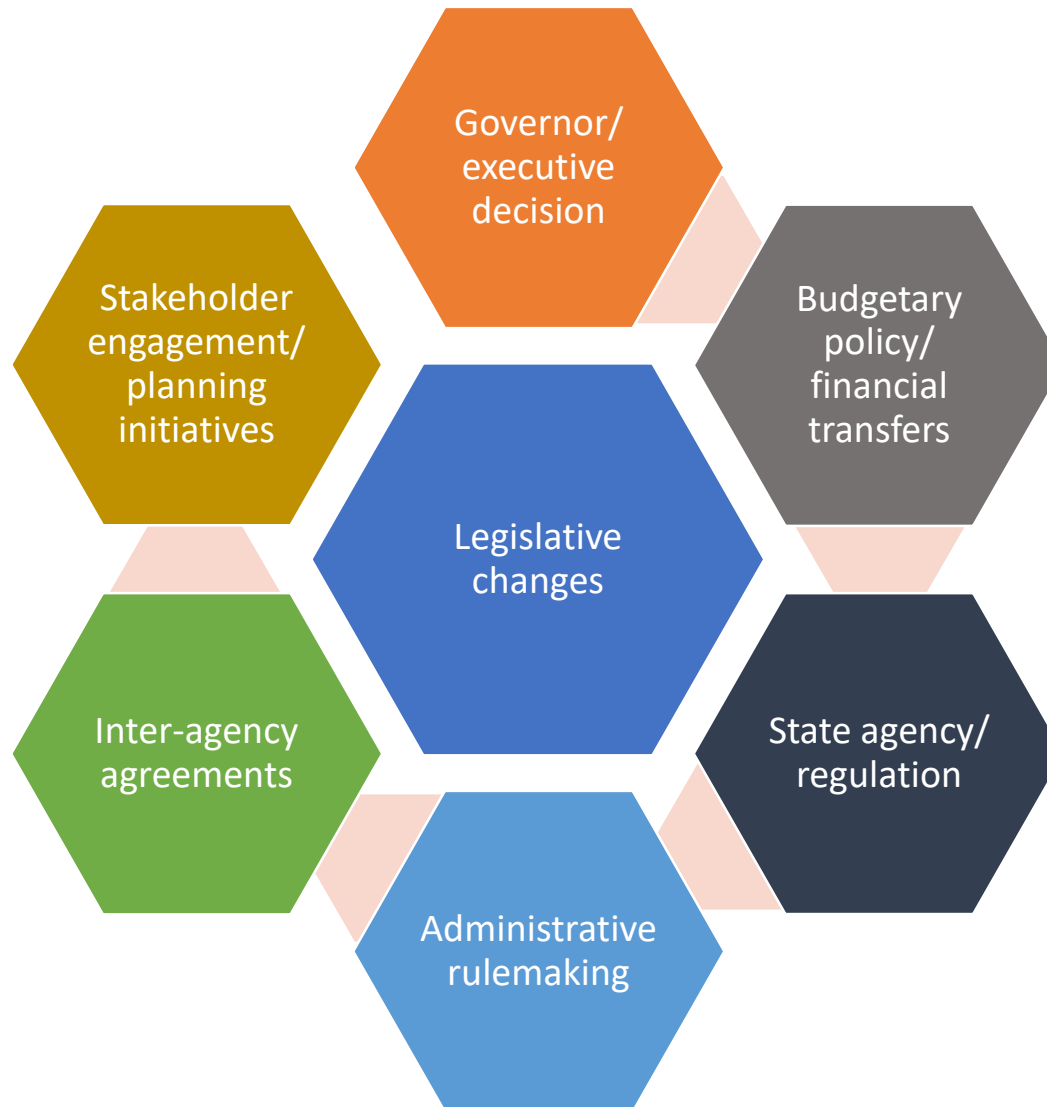 Governor/
executive
decision
Budgetary
policy/
financial
transfers
State agency/
regulation
Administrative
rulemaking
Inter-agency
agreements
Stakeholder
engagement/
planning
initiatives
Legislative
changes